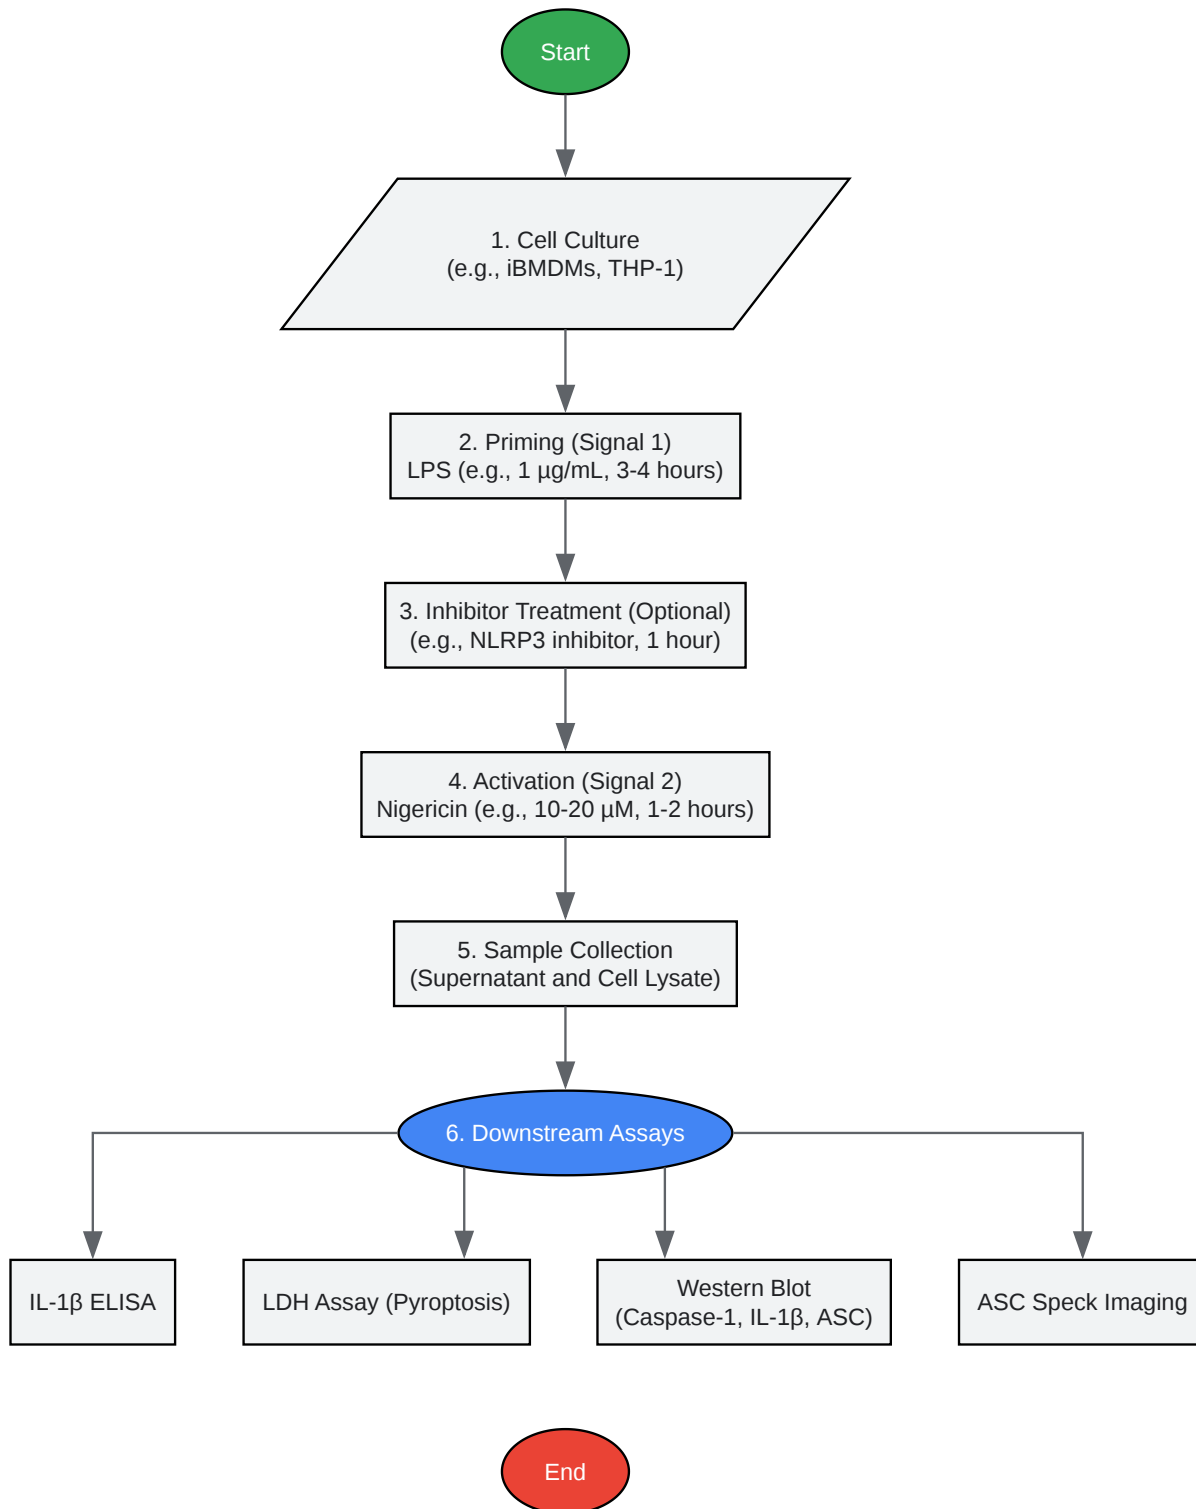 Start
1. Cell Culture
(e.g., iBMDMs, THP-1)
2. Priming (Signal 1)
LPS (e.g., 1 µg/mL, 3-4 hours)
3. Inhibitor Treatment (Optional)
(e.g., NLRP3 inhibitor, 1 hour)
4. Activation (Signal 2)
Nigericin (e.g., 10-20 µM, 1-2 hours)
5. Sample Collection
(Supernatant and Cell Lysate)
6. Downstream Assays
IL-1β ELISA
LDH Assay (Pyroptosis)
Western Blot
(Caspase-1, IL-1β, ASC)
ASC Speck Imaging
End